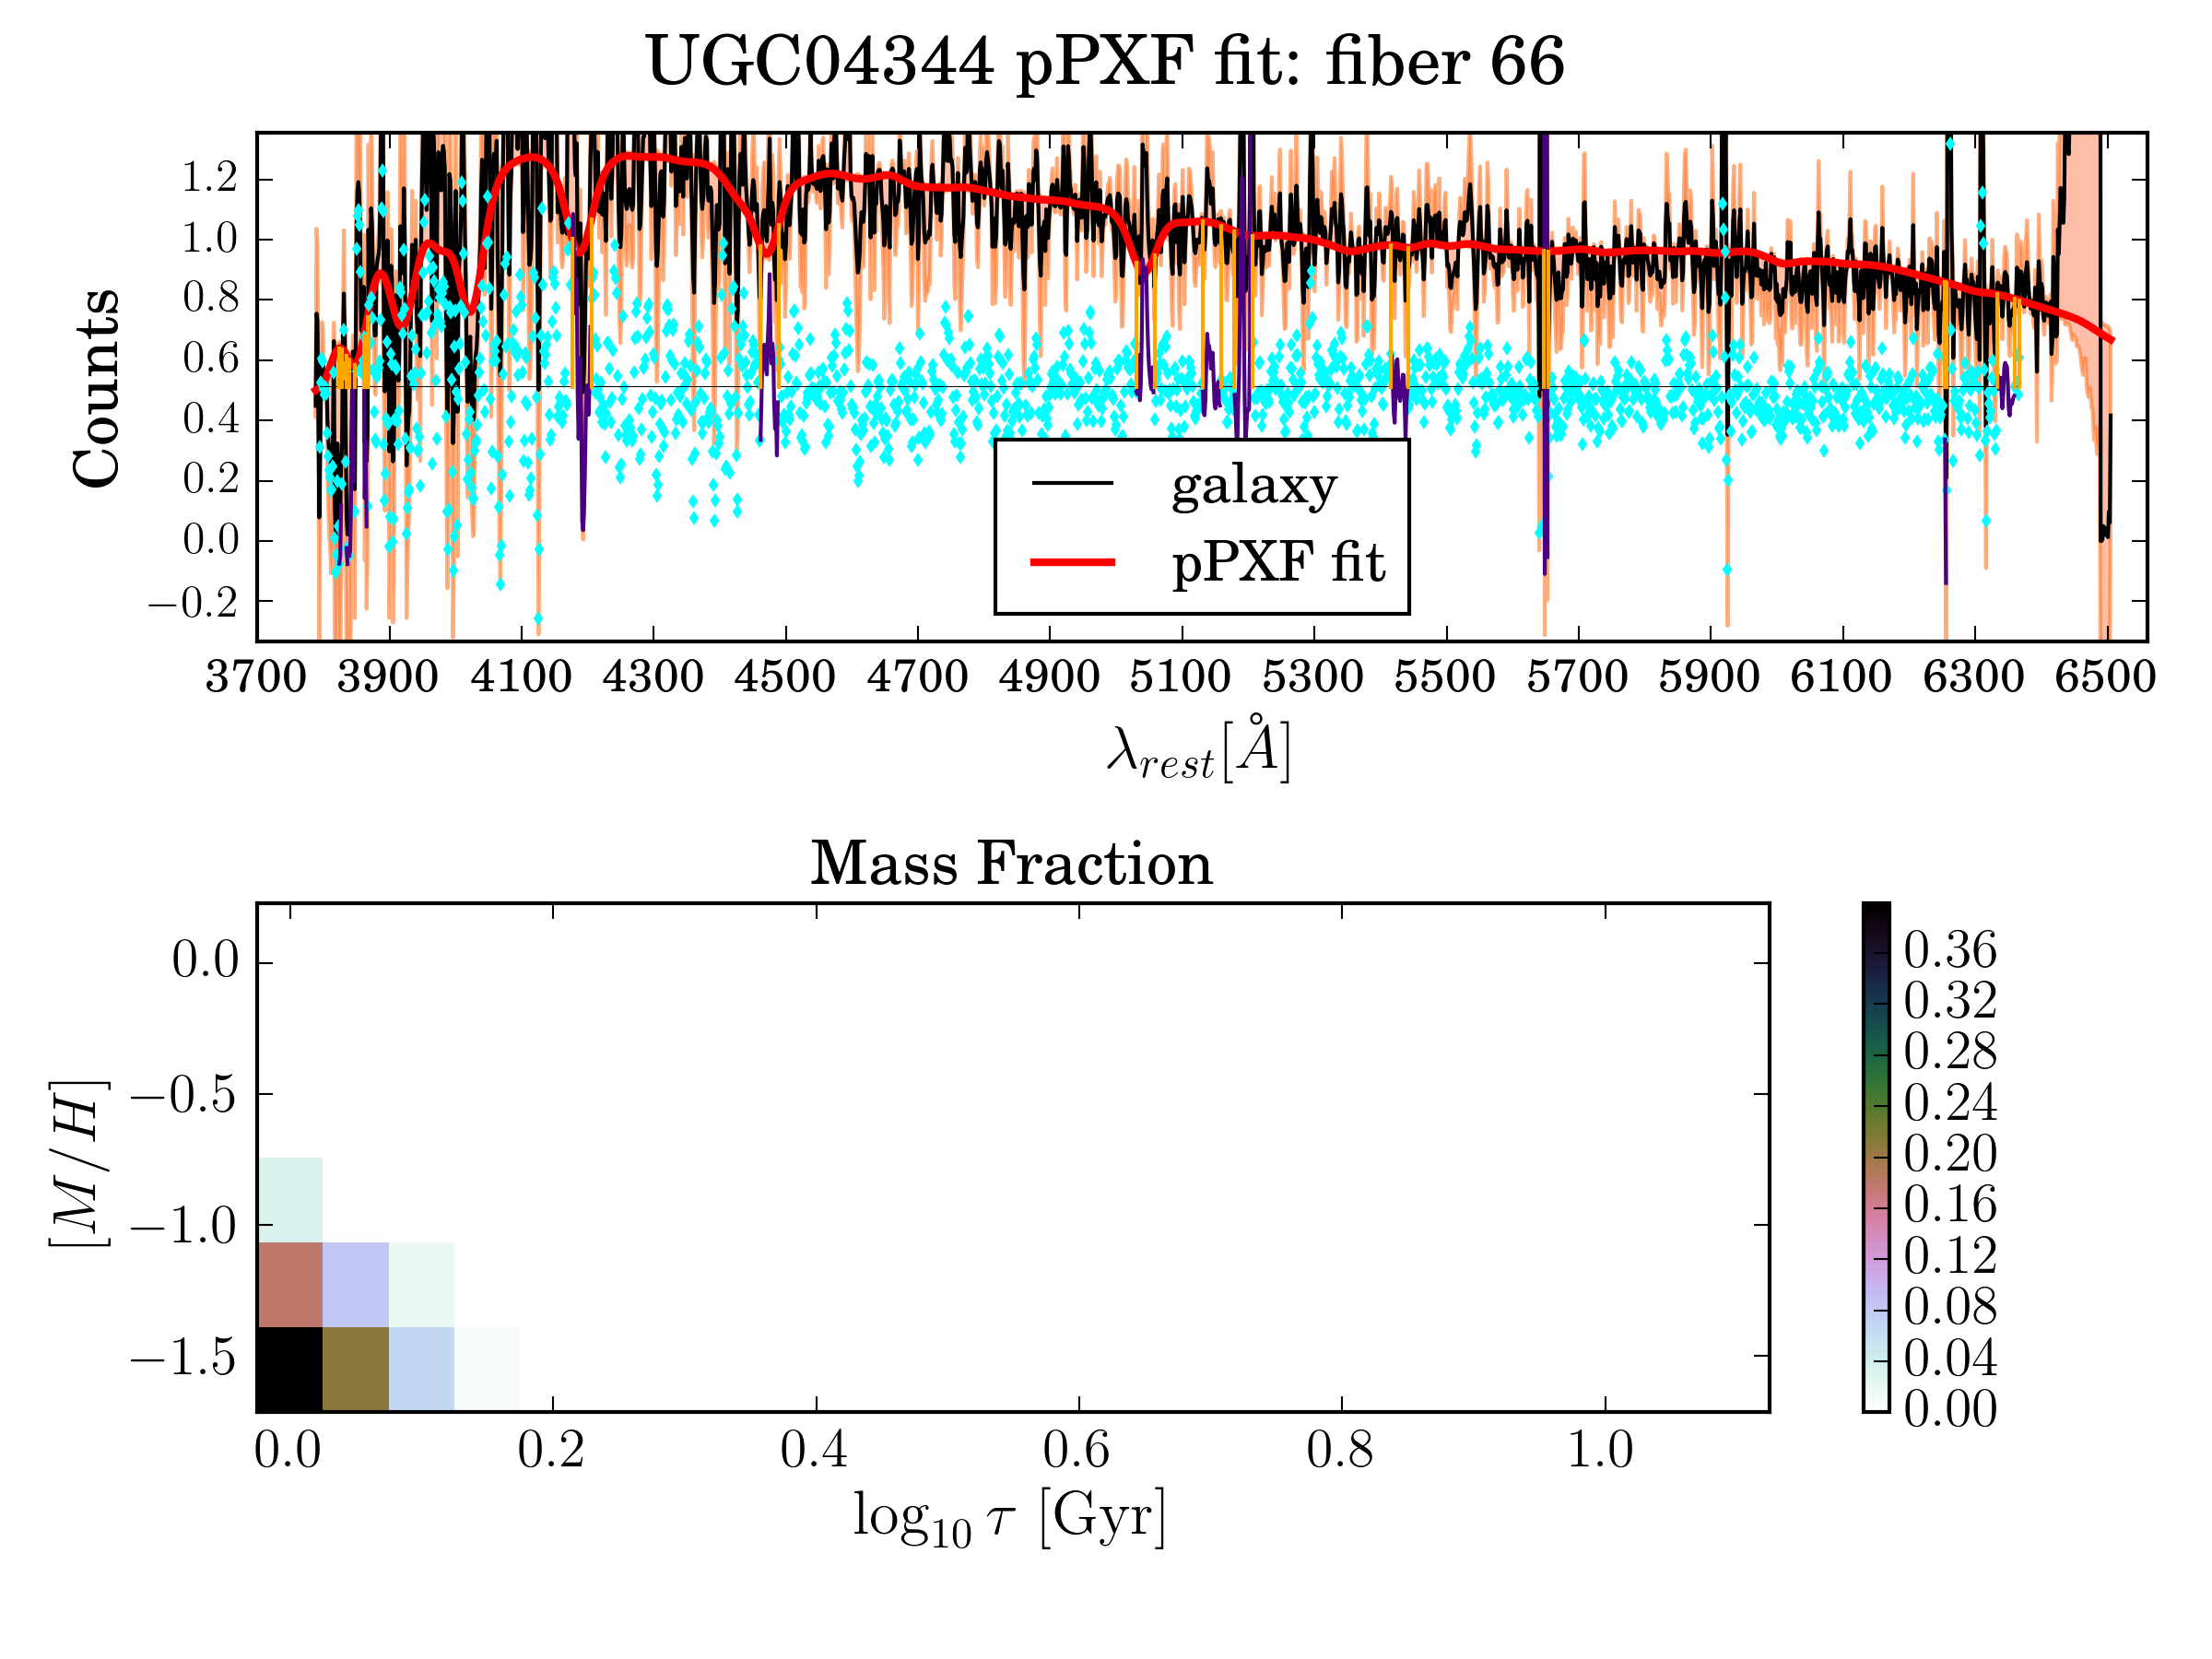 UGC04344 pPXF fit: fiber 66
Counts
1.2
1.0
0.8
0.6
0.4
0.2
0.0
−0.2
galaxy
pPXF fit
3700 3900 4100 4300 4500 4700 4900 5100 5300 5500 5700 5900 6100 6300 6500
λrest[Å]
Mass Fraction
[M/H]
0.0
−0.5
−1.0
−1.5
0.0 0.2 0.4 0.6 0.8 1.0
log10 τ [Gyr]
0.36
0.32
0.28
0.24
0.20
0.16
0.12
0.08
0.04
0.00